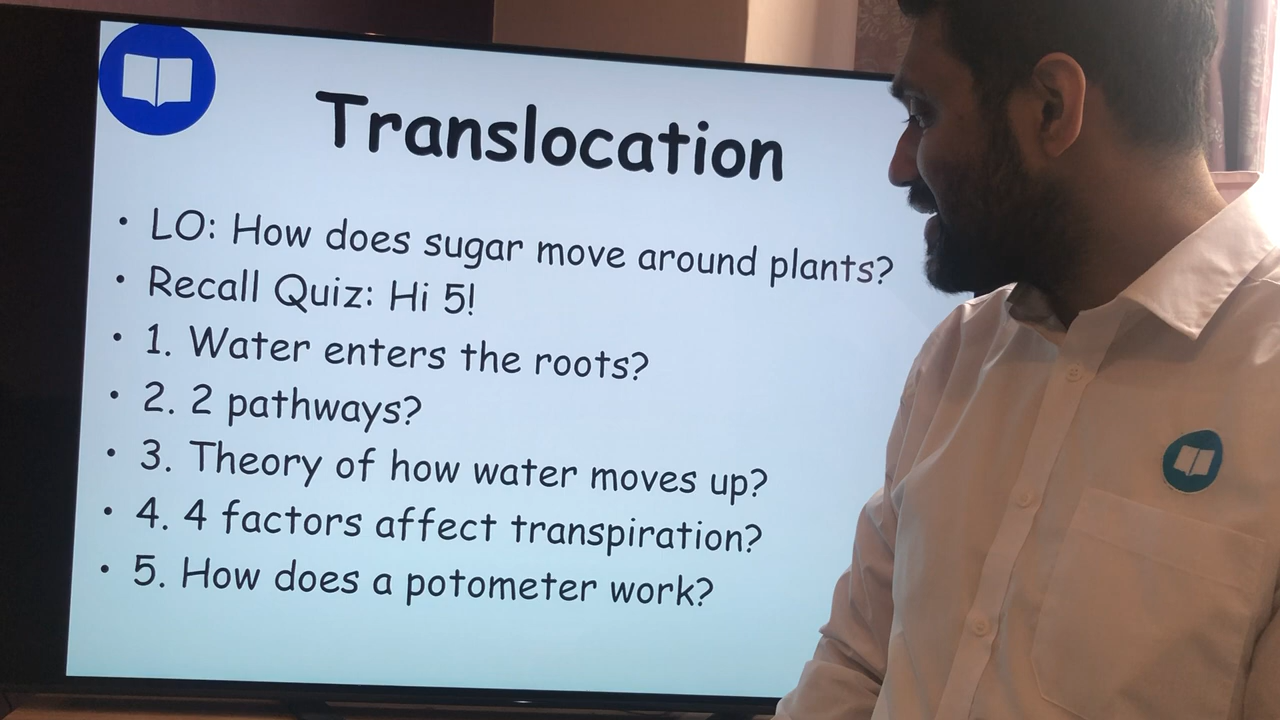 Translocation
• LO: How does sugar move around plants?
• Recall Quiz: Hi 5!
• 1. Water enters the roots?
• 2. 2 pathways?
• 3. Theory of how water moves up?
• 4. 4 factors affect transpiration?
• 5. How does a potometer work?